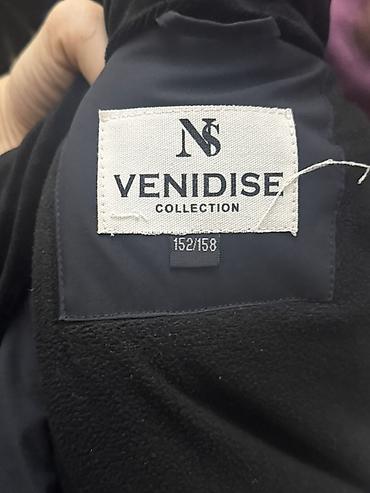 NS
VENIDISE
COLLECTION
152/158